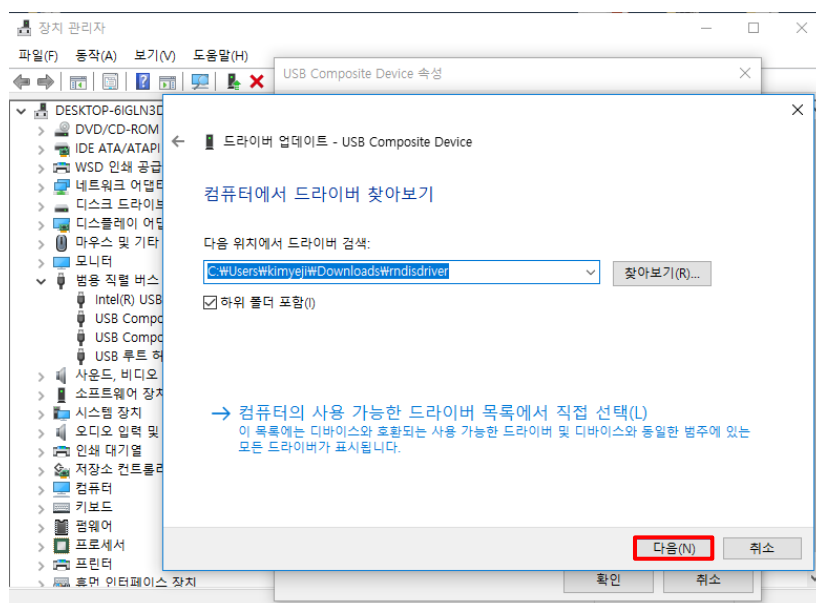 장치 관리자
파일(F) 동작(A) 보기(V) 도움말(H)
USB Composite Device 속성
DESKTOP-6IGLN3D
DVD/CD-ROM
IDE ATA/ATAPI
WSD 인쇄 공급
네트워크 어댑터
디스크 드라이브
디스플레이 어댑
마우스 및 기타
모니터
범용 직렬 버스
Intel(R) USB
USB Compo
USB Compo
USB 루트 허
사운드, 비디오
소프트웨어 장치
시스템 장치
오디오 입력 및
인쇄 대기열
저장소 컨트롤러
컴퓨터
키보드
펌웨어
프로세서
프린터
휴먼 인터페이스 장치
드라이버 업데이트 - USB Composite Device
컴퓨터에서 드라이버 찾아보기
다음 위치에서 드라이버 검색:
C:₩Users₩kimyeji₩Downloads₩rndisdriver
찾아보기(R)...
하위 폴더 포함(I)
컴퓨터의 사용 가능한 드라이버 목록에서 직접 선택(L)
이 목록에는 디바이스와 호환되는 사용 가능한 드라이버 및 디바이스와 동일한 범주에 있는
모든 드라이버가 표시됩니다.
다음(N) 취소
확인 취소